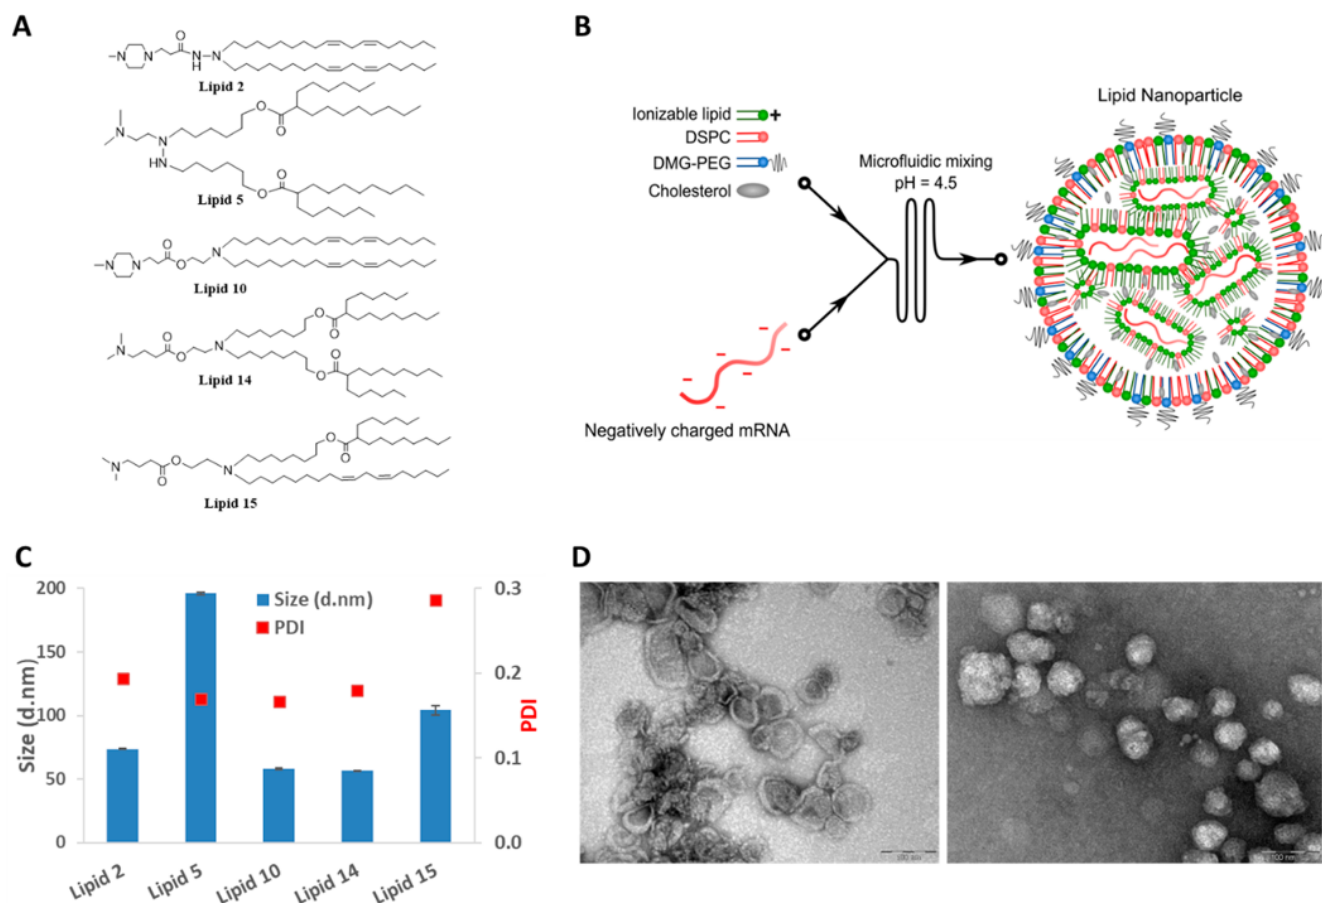 A
N
N
O
N
H
N
Lipid 2
N
N
HN
O
O
O
O
Lipid 5
N
N
O
O
N
Lipid 10
N
O
O
N
O
O
O
O
Lipid 14
N
O
O
N
O
O
Lipid 15
B
Ionizable lipid +
DSPC
DMG-PEG
Cholesterol
Microfluidic mixing
pH = 4.5
Lipid Nanoparticle
Negatively charged mRNA
C
Size (d.nm)
PDI
Size (d.nm)
200
150
100
50
0
0.3
0.2
0.1
0.0
PDI
Lipid 2
Lipid 5
Lipid 10
Lipid 14
Lipid 15
D
100 nm
100 nm